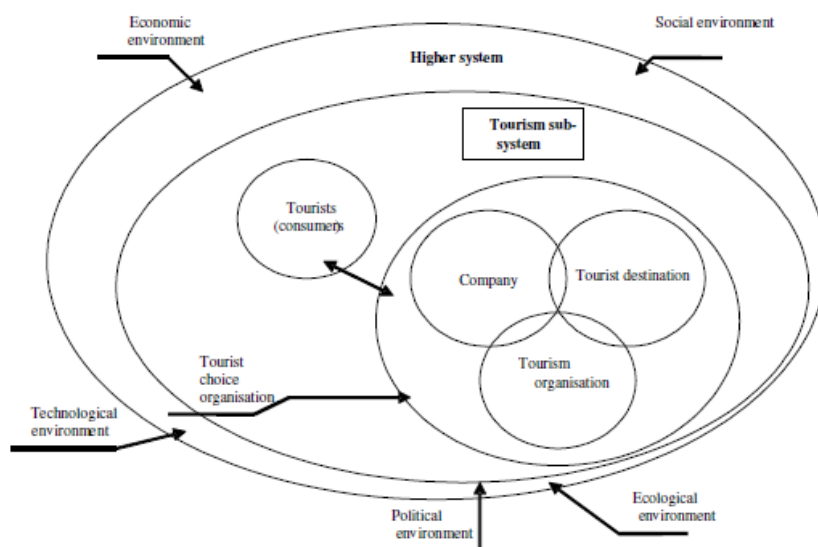 Economic
environment
Social environment
Higher system
Tourism sub-
system
Tourists
(consumers)
Company
Tourist destination
Tourism
organisation
Tourist
choice
organisation
Technological
environment
Political
environment
Ecological
environment